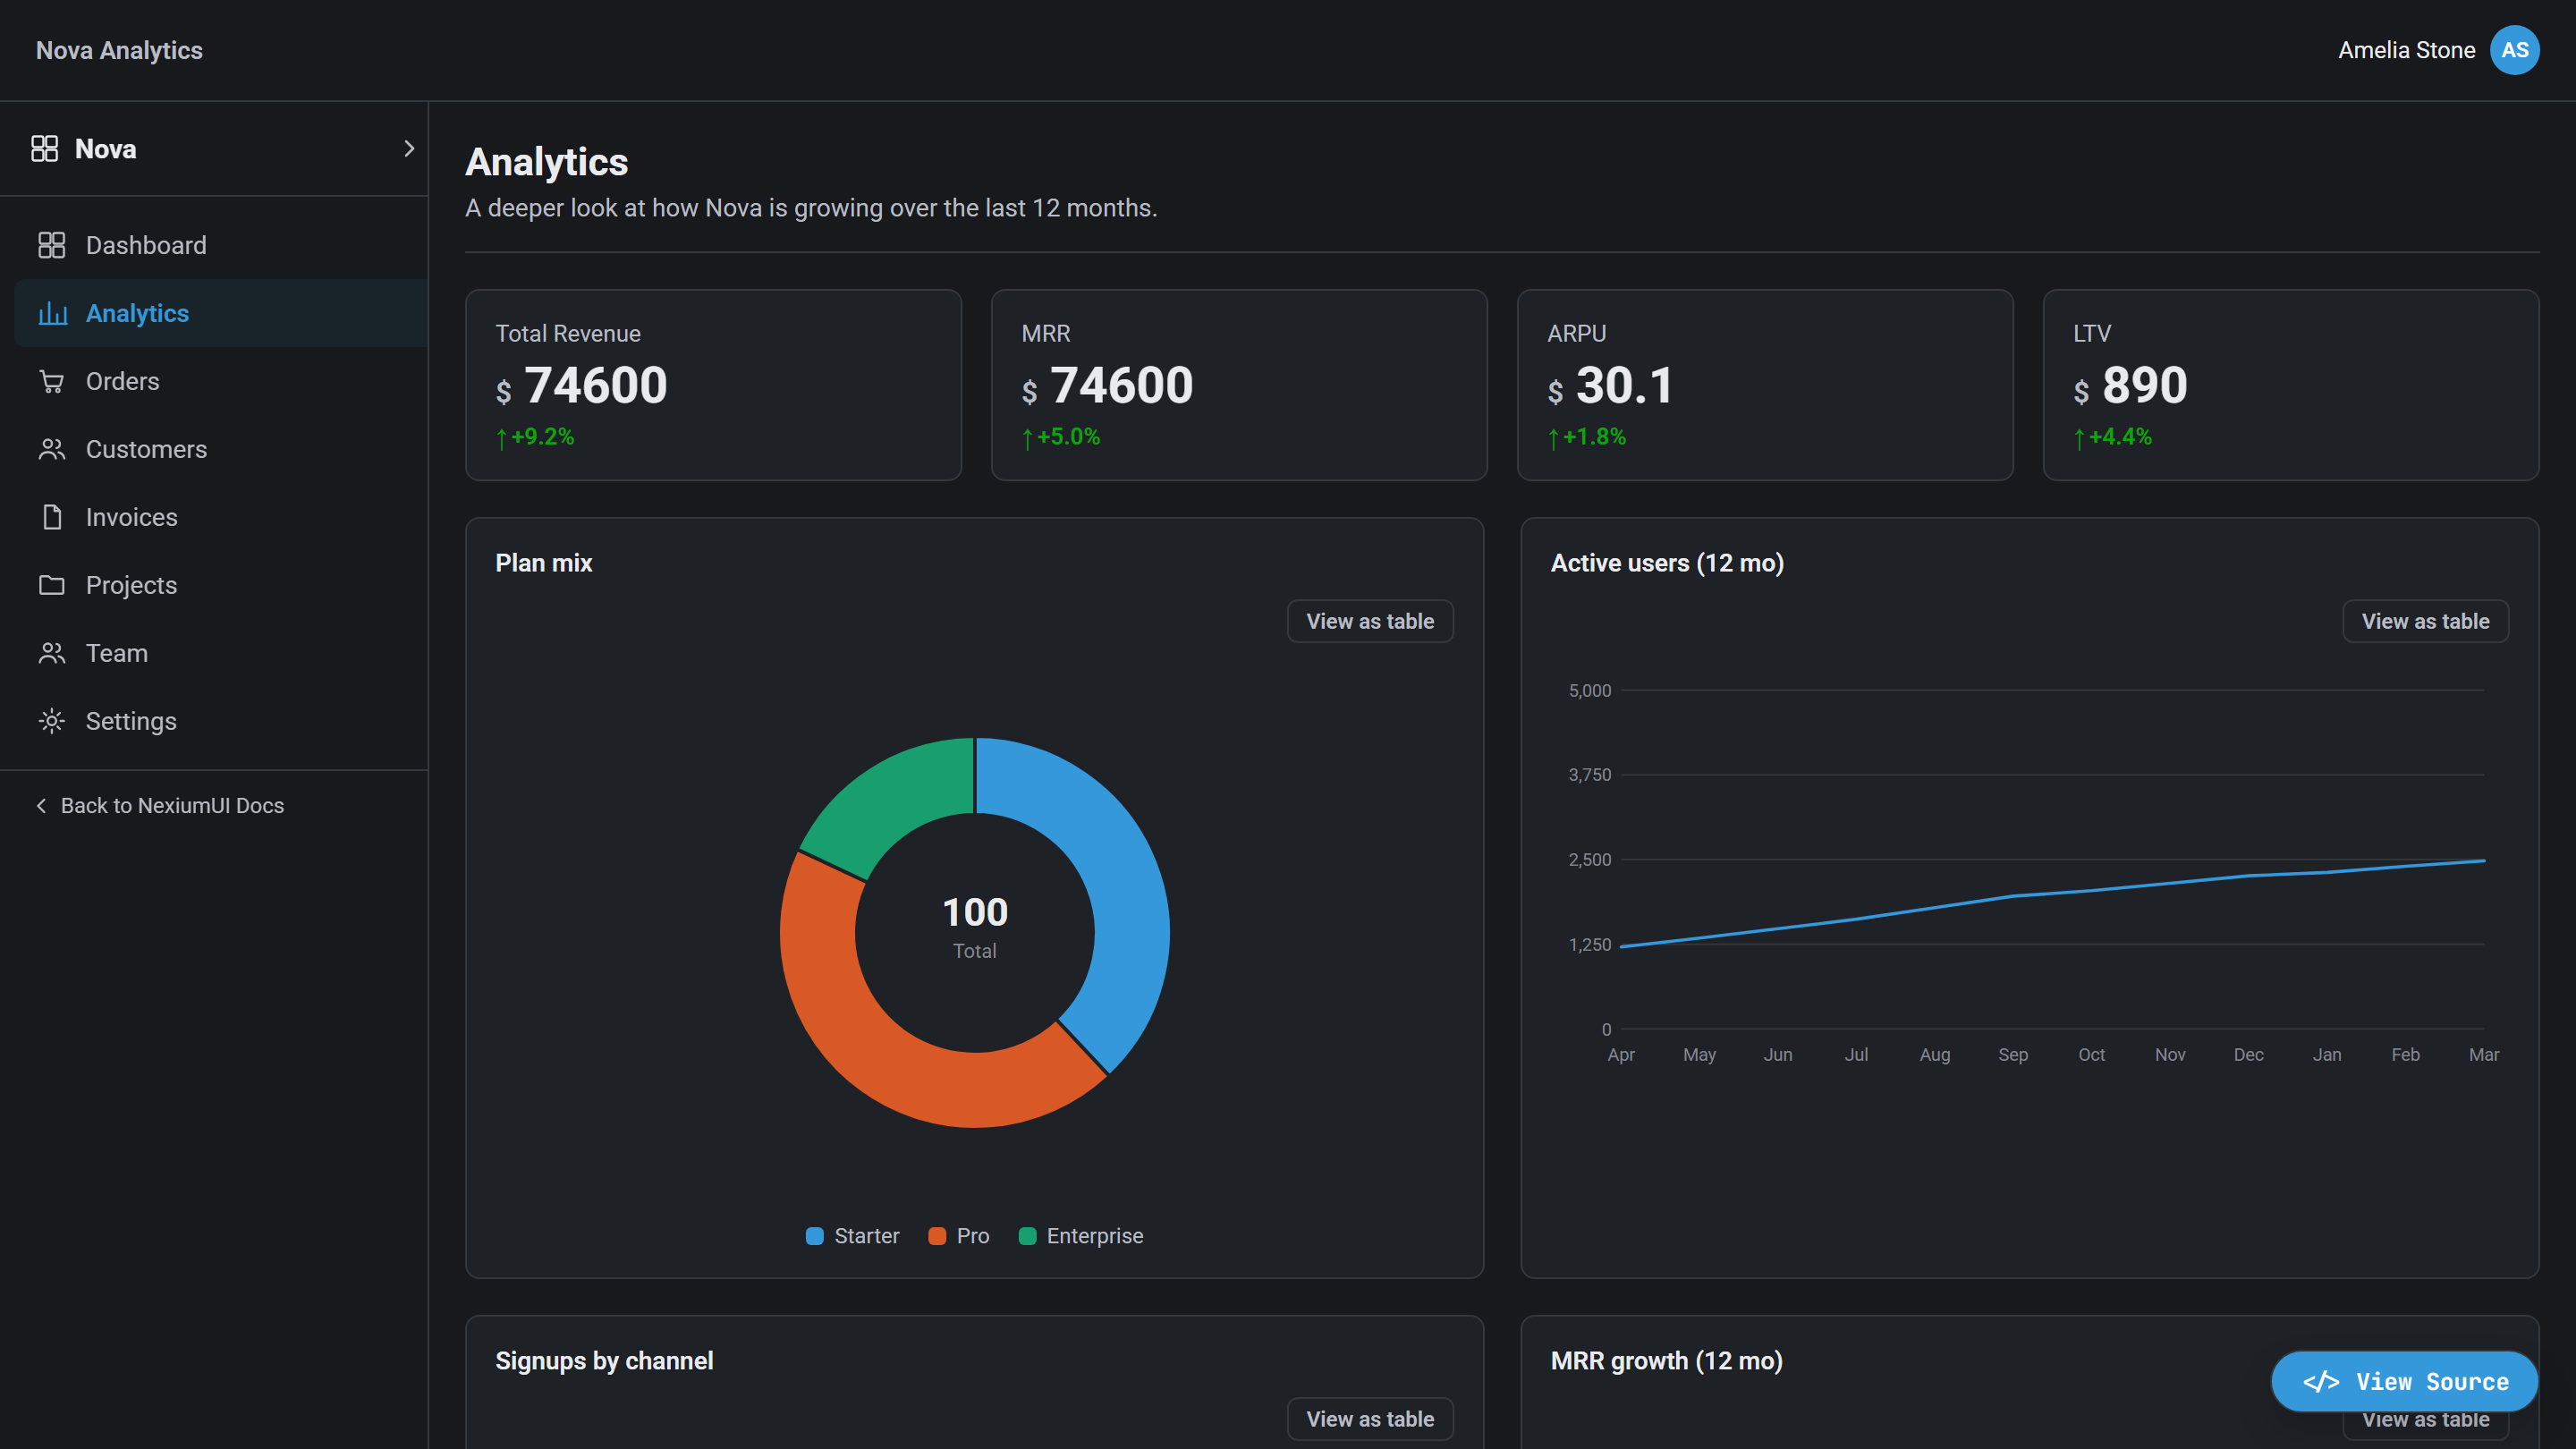 Nova Analytics
Amelia Stone
AS
Nova
Dashboard
Analytics
Orders
Customers
Invoices
Projects
Team
Settings
Back to NexiumUI Docs
Analytics
A deeper look at how Nova is growing over the last 12 months.
Total Revenue
$ 74600
↑+9.2%
MRR
$ 74600
↑+5.0%
ARPU
$ 30.1
↑+1.8%
LTV
$ 890
↑+4.4%
Plan mix
View as table
100
Total
Starter
Pro
Enterprise
Active users (12 mo)
View as table
5,000
3,750
2,500
1,250
0
Apr May Jun Jul Aug Sep Oct Nov Dec Jan Feb Mar
Signups by channel
View as table
MRR growth (12 mo)
</> View Source
View as table